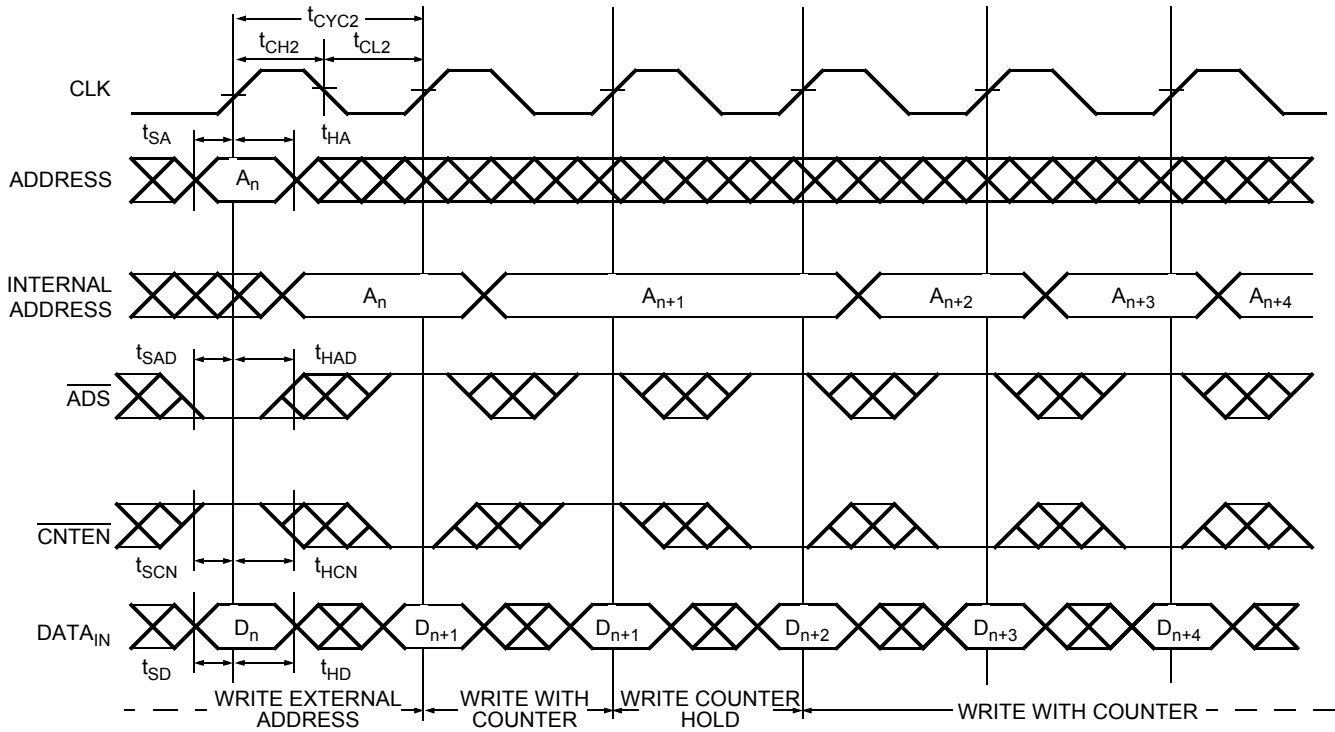 tCYC2
tCH2 tCL2
CLK
tSA tHA
ADDRESS An
INTERNAL
ADDRESS An An+1 An+2 An+3 An+4
tSAD tHAD
ADS
CNTEN
tSCN tHCN
DATAIN Dn Dn+1 Dn+1 Dn+2 Dn+3 Dn+4
tSD tHD
WRITE EXTERNAL
ADDRESS
WRITE WITH
COUNTER
WRITE COUNTER
HOLD
WRITE WITH COUNTER